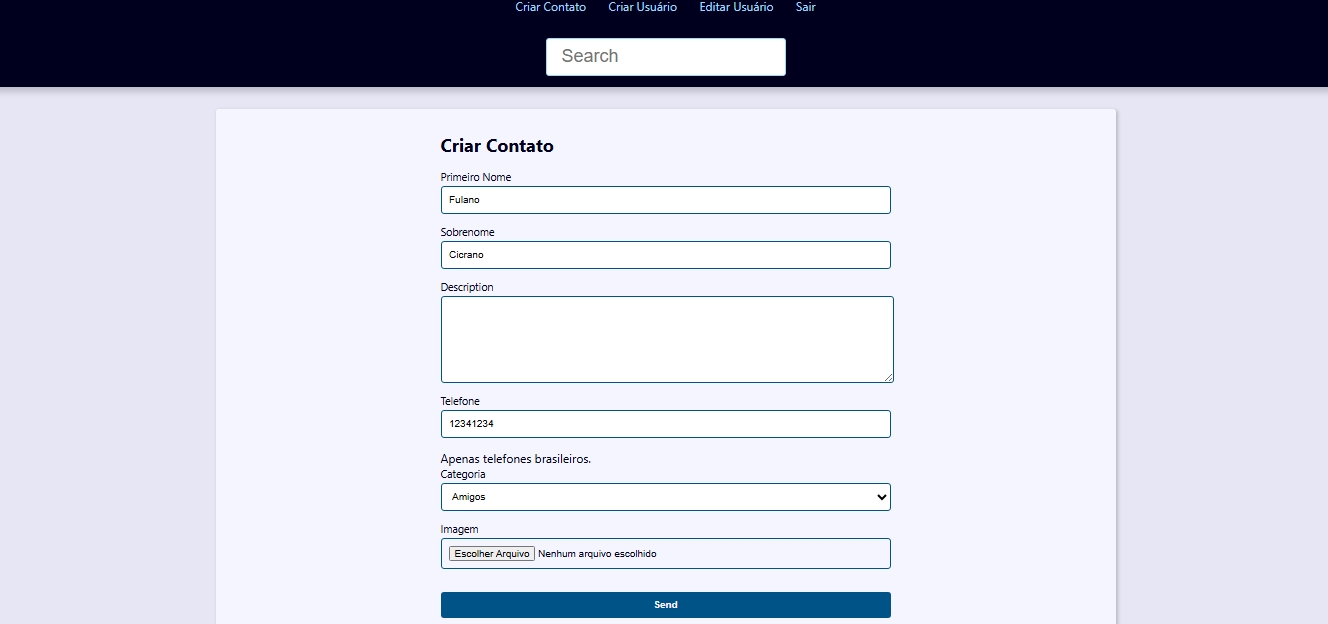 Criar Contato Criar Usuário Editar Usuário Sair
Search
Criar Contato
Primeiro Nome
Fulano
Sobrenome
Cicrano
Description
Telefone
12341234
Apenas telefones brasileiros.
Categoria
Amigos
Imagem
Escolher Arquivo Nenhum arquivo escolhido
Send